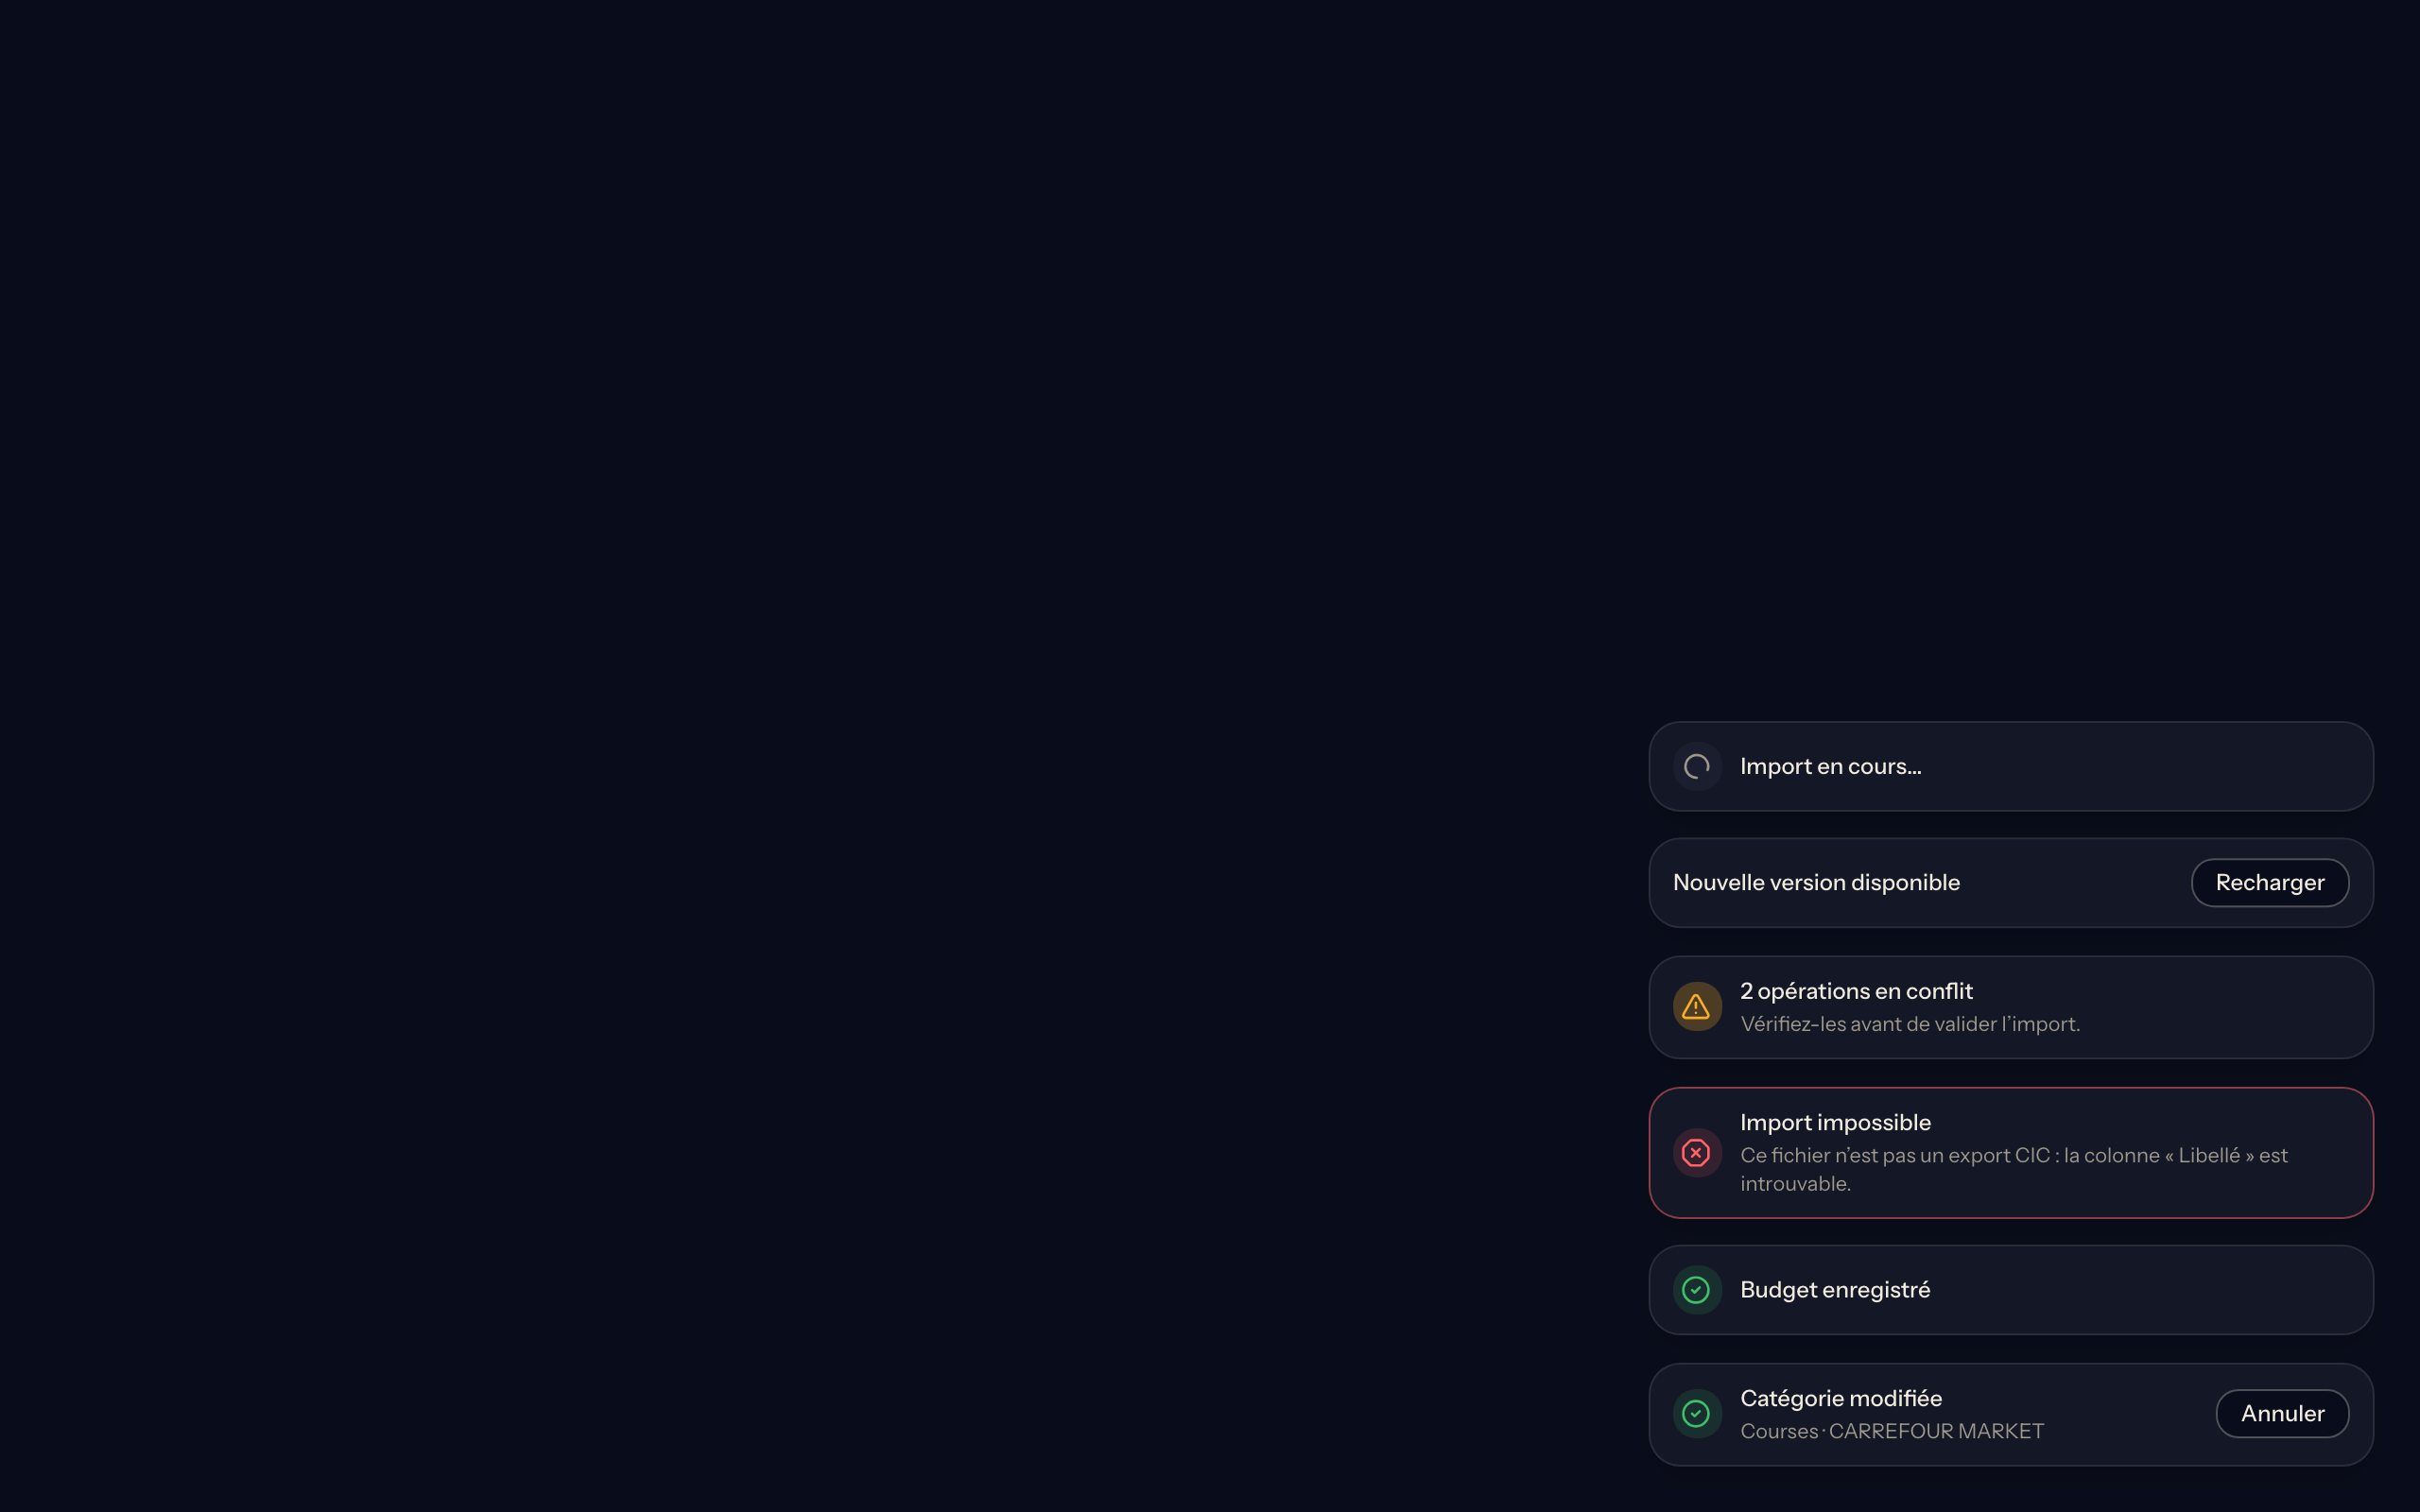 Import en cours…
Nouvelle version disponible
Recharger
2 opérations en conflit
Vérifiez-les avant de valider l’import.
Import impossible
Ce fichier n’est pas un export CIC : la colonne « Libellé » est
introuvable.
Budget enregistré
Catégorie modifiée
Courses · CARREFOUR MARKET
Annuler